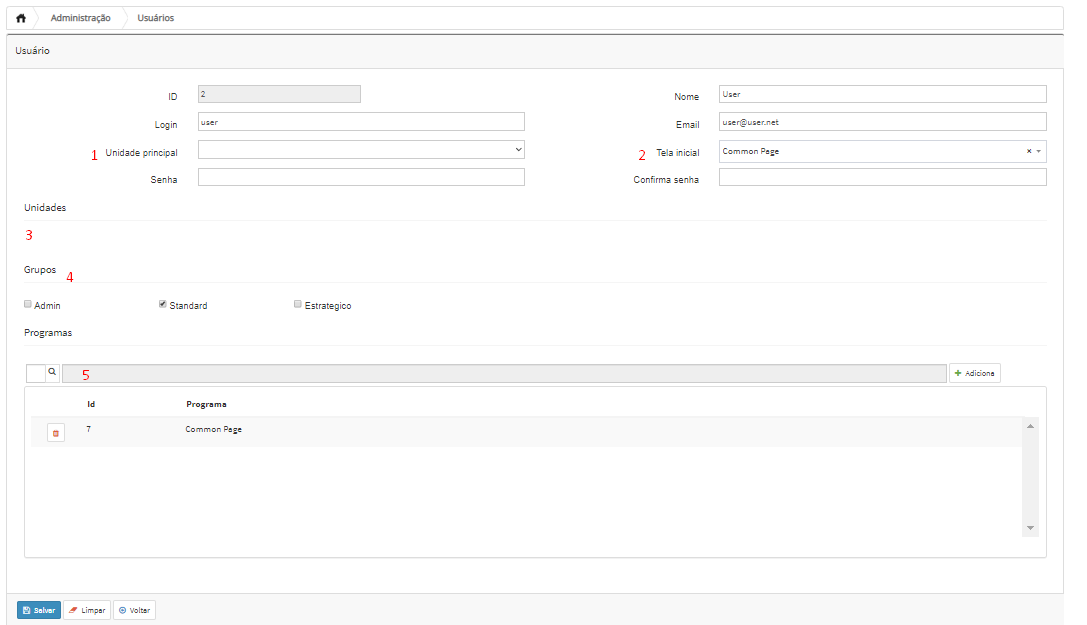 Administração Usuários
Usuário
ID 2 Nome User
Login user Email user@user.net
1 Unidade principal 2 Tela inicial Common Page × 
Senha Confirma senha
Unidades
3
Grupos 4
Admin Standard Estrategico
Programas
5 + Adiciona
Id Programa
7 Common Page
Salvar Limpar Voltar